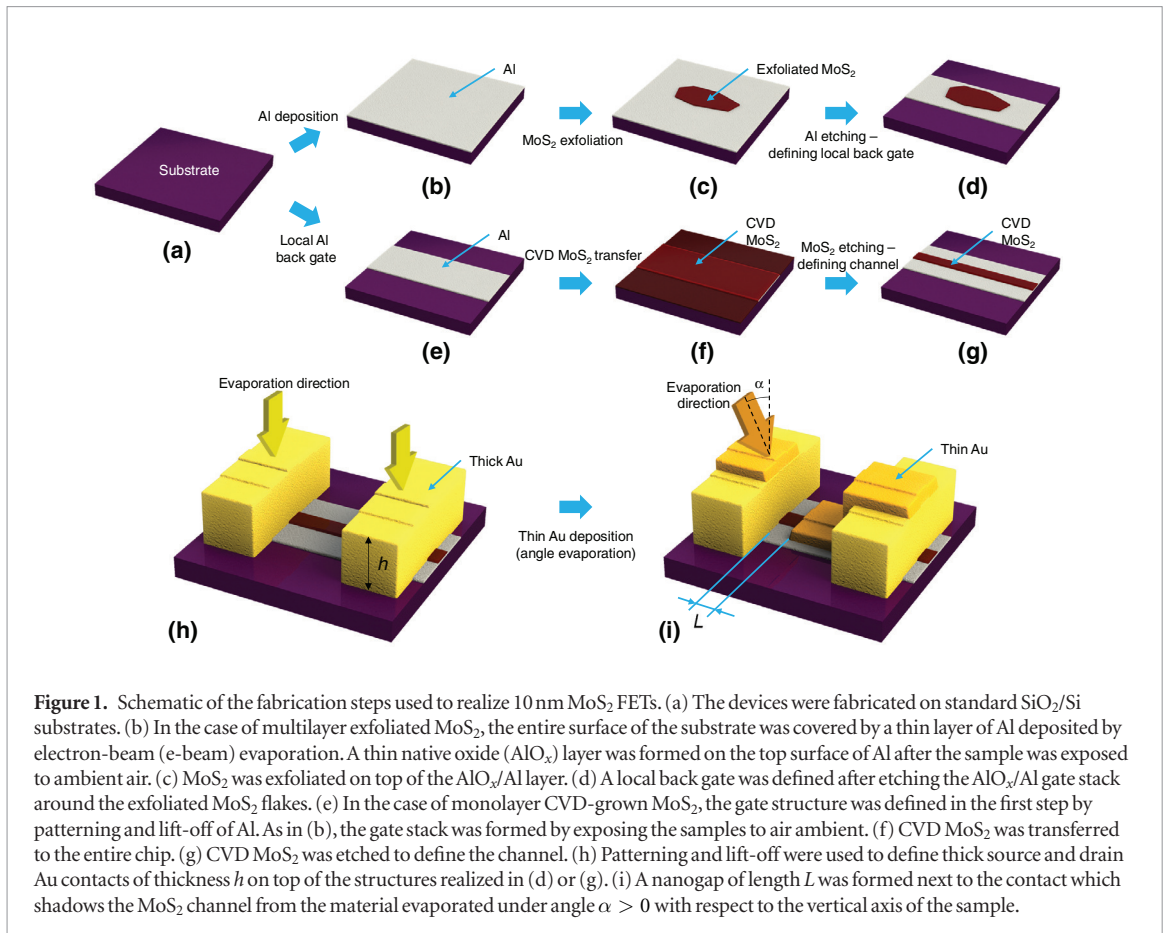 Al
Exfoliated MoS₂
Al deposition
MoS₂ exfoliation
Al etching –
defining local back gate
Substrate
(b)
(c)
(d)
(a)
Local Al
back gate
Al
CVD MoS₂ transfer
CVD
MoS₂
MoS₂ etching –
defining channel
CVD
MoS₂
(e)
(f)
(g)
Evaporation direction
Thick Au
h
(h)
Thin Au deposition
(angle evaporation)
Evaporation
direction
α
Thin Au
L
(i)
Figure 1. Schematic of the fabrication steps used to realize 10 nm MoS₂ FETs. (a) The devices were fabricated on standard SiO₂/Si
substrates. (b) In the case of multilayer exfoliated MoS₂, the entire surface of the substrate was covered by a thin layer of Al deposited by
electron-beam (e-beam) evaporation. A thin native oxide (AlOₓ) layer was formed on the top surface of Al after the sample was exposed
to ambient air. (c) MoS₂ was exfoliated on top of the AlOₓ/Al layer. (d) A local back gate was defined after etching the AlOₓ/Al gate stack
around the exfoliated MoS₂ flakes. (e) In the case of monolayer CVD-grown MoS₂, the gate structure was defined in the first step by
patterning and lift-off of Al. As in (b), the gate stack was formed by exposing the samples to air ambient. (f) CVD MoS₂ was transferred
to the entire chip. (g) CVD MoS₂ was etched to define the channel. (h) Patterning and lift-off were used to define thick source and drain
Au contacts of thickness h on top of the structures realized in (d) or (g). (i) A nanogap of length L was formed next to the contact which
shadows the MoS₂ channel from the material evaporated under angle α > 0 with respect to the vertical axis of the sample.